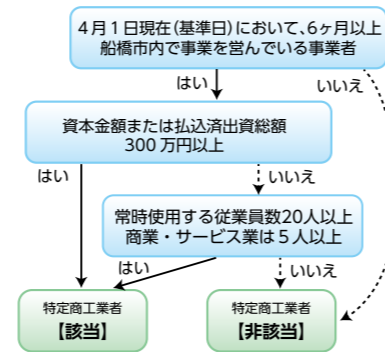 4月1日現在(基準日)において、6ヶ月以上
船橋市内で事業を営んでいる事業者
はい
いいえ
資本金額または払込済出資総額
300万円以上
はい
いいえ
常時使用する従業員数20人以上
商業・サービス業は5人以上
はい
いいえ
特定商工業者
【該当】
特定商工業者
【非該当】